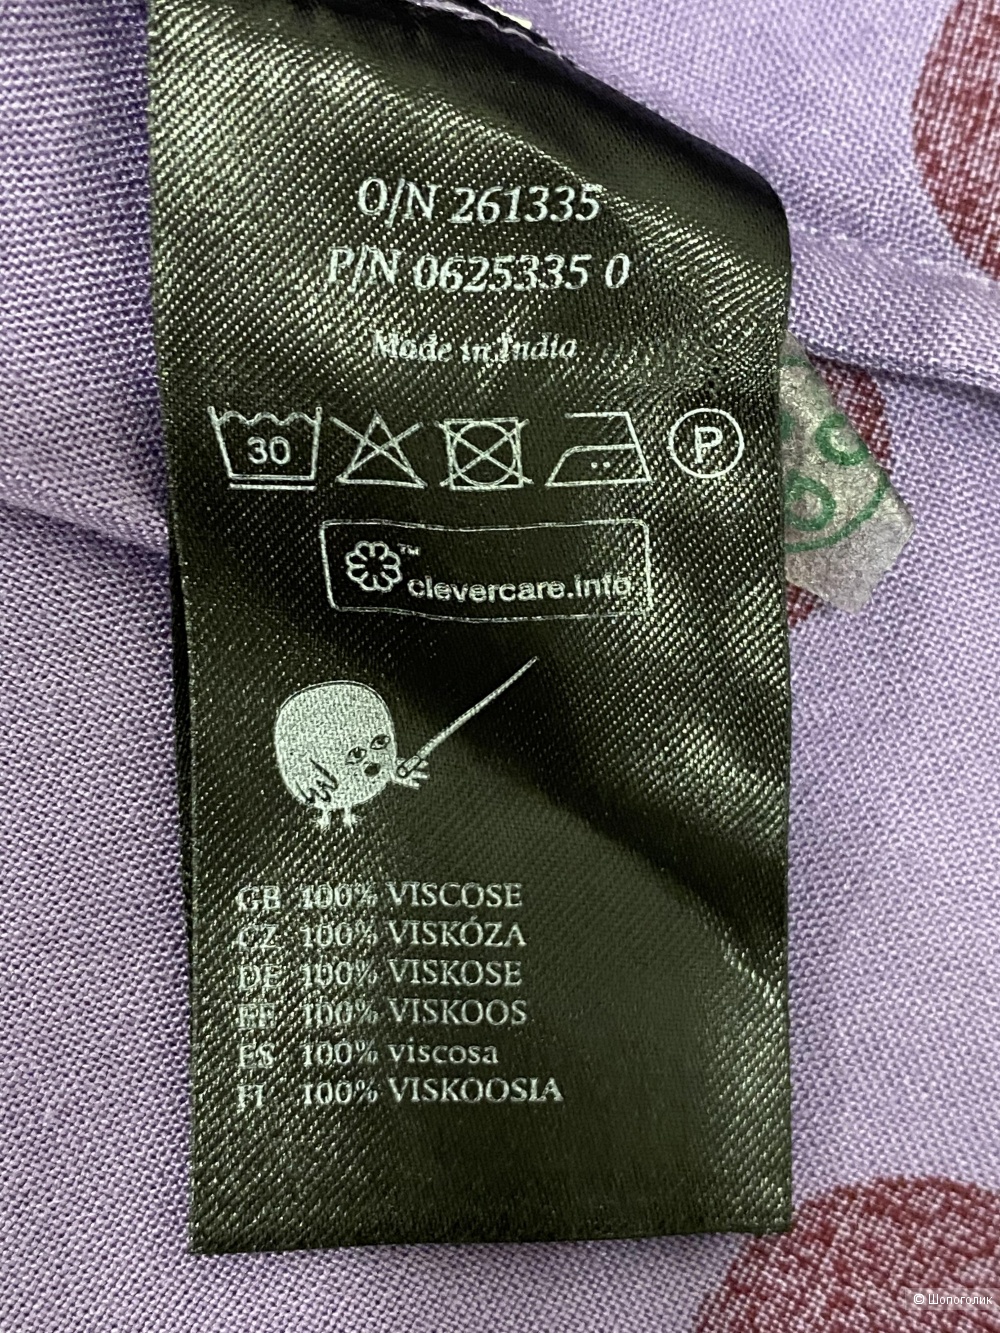 O/N 261335
P/N 0625335 0
Made in India
30
P
™
clevercare.info
GB 100% VISCOSE
CZ 100% VISKÓZA
DE 100% VISKOSE
EE 100% VISKOOS
ES 100% viscosa
FI 100% VISKOOSIA
© Шопоголик